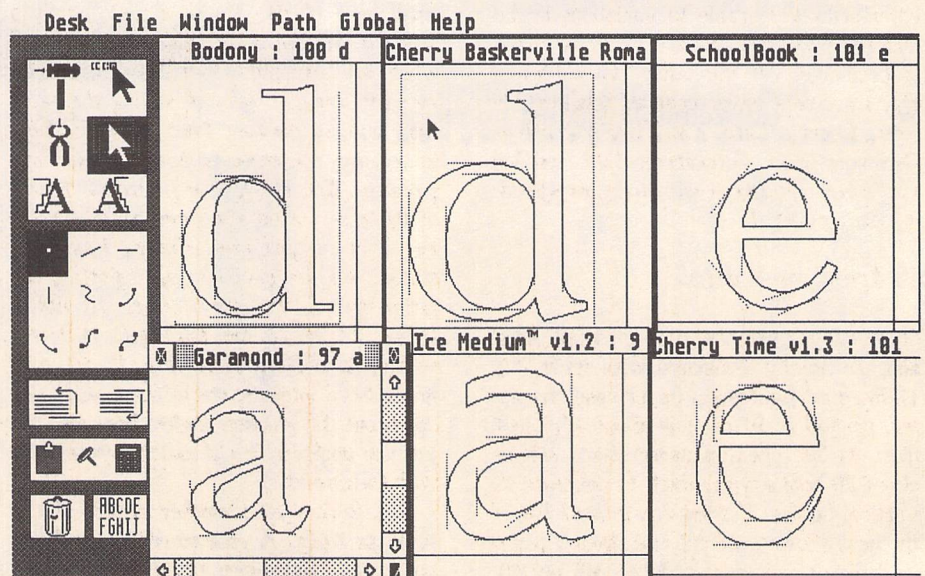 Desk File Window Path Global Help
Bodony : 100 d
Cherry Baskerville Roma
SchoolBook : 101 e
A A
d
d
e
Garamond : 97 a
Ice Medium™ v1.2 : 9
Cherry Time v1.3 : 101
a
a
e
ABCDE
FGHIJ